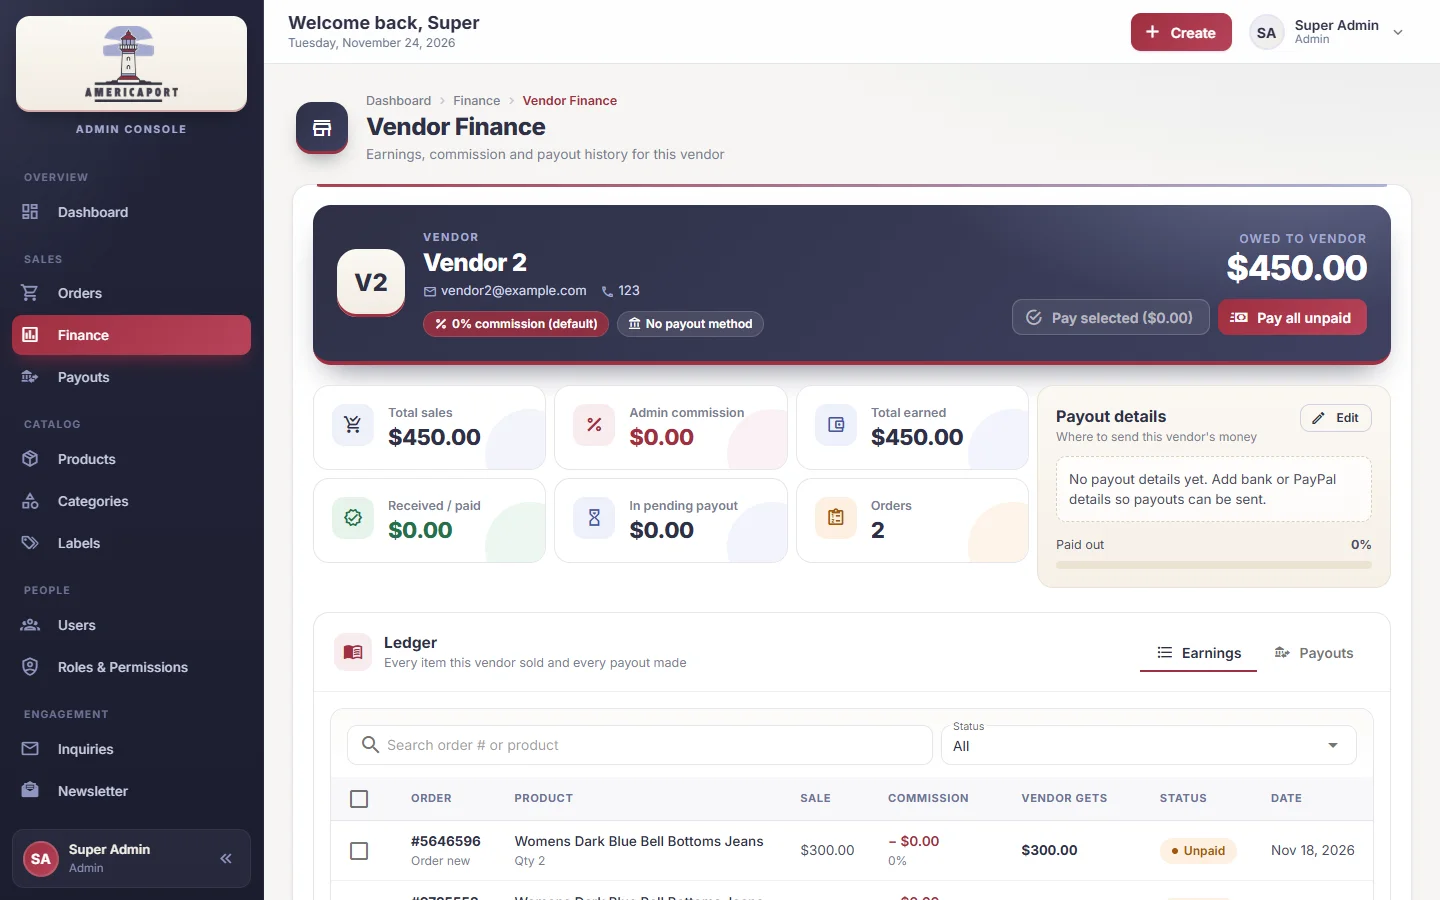 AMERICAPORT
ADMIN CONSOLE
OVERVIEW
Dashboard
SALES
Orders
Finance
Payouts
CATALOG
Products
Categories
Labels
PEOPLE
Users
Roles & Permissions
ENGAGEMENT
Inquiries
Newsletter
SA
Super Admin
Admin
Welcome back, Super
Tuesday, November 24, 2026
Create
SA
Super Admin
Admin
Dashboard > Finance > Vendor Finance
Vendor Finance
Earnings, commission and payout history for this vendor
V2
VENDOR
Vendor 2
vendor2@example.com 123
0% commission (default) No payout method
OWED TO VENDOR
$450.00
Pay selected ($0.00) Pay all unpaid
Total sales
$450.00
Admin commission
$0.00
Total earned
$450.00
Received / paid
$0.00
In pending payout
$0.00
Orders
2
Payout details
Edit
Where to send this vendor's money
No payout details yet. Add bank or PayPal
details so payouts can be sent.
Paid out 0%
Ledger
Every item this vendor sold and every payout made
Earnings Payouts
Search order # or product
Status
All
ORDER PRODUCT SALE COMMISSION VENDOR GETS STATUS DATE
#5646596 Womens Dark Blue Bell Bottoms Jeans $300.00 – $0.00 $300.00 Unpaid Nov 18, 2026
Order new Qty 2 0%